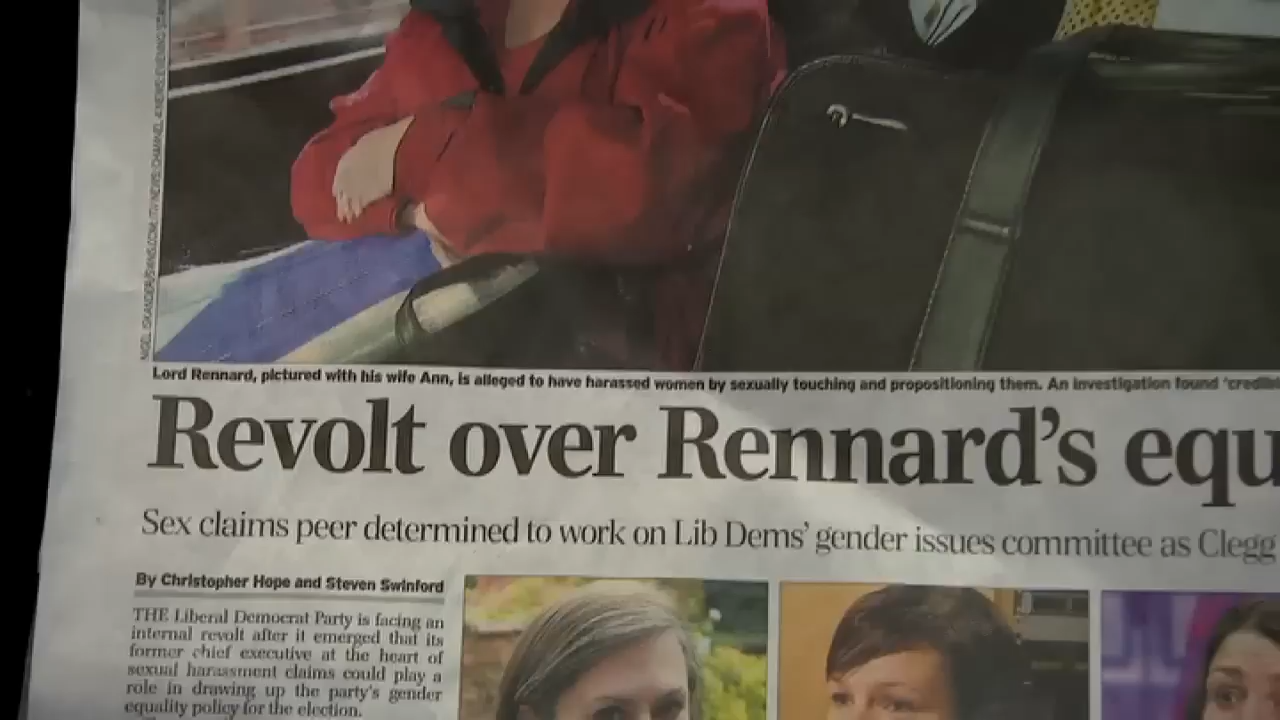 Lord Rennard, pictured with his wife Ann, is alleged to have harassed women by sexually touching and propositioning them. An investigation found 'credib
Revolt over Rennard's equ
Sex claims peer determined to work on Lib Dems' gender issues committee as Clegg
By Christopher Hope and Steven Swinford
THE Liberal Democrat Party is facing an
internal revolt after it emerged that its
former chief executive at the heart of
sexual harassment claims could play a
role in drawing up the party's gender
equality policy for the election.